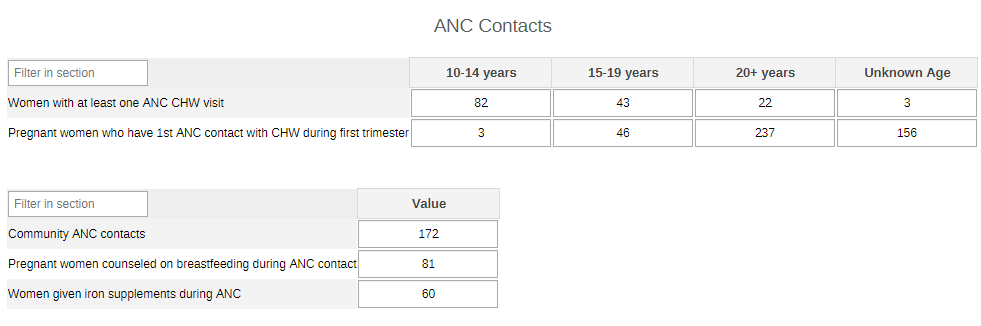 ANC Contacts
Filter in section 10-14 years 15-19 years 20+ years Unknown Age
Women with at least one ANC CHW visit 82 43 22 3
Pregnant women who have 1st ANC contact with CHW during first trimester 3 46 237 156
Filter in section Value
Community ANC contacts 172
Pregnant women counseled on breastfeeding during ANC contact 81
Women given iron supplements during ANC 60